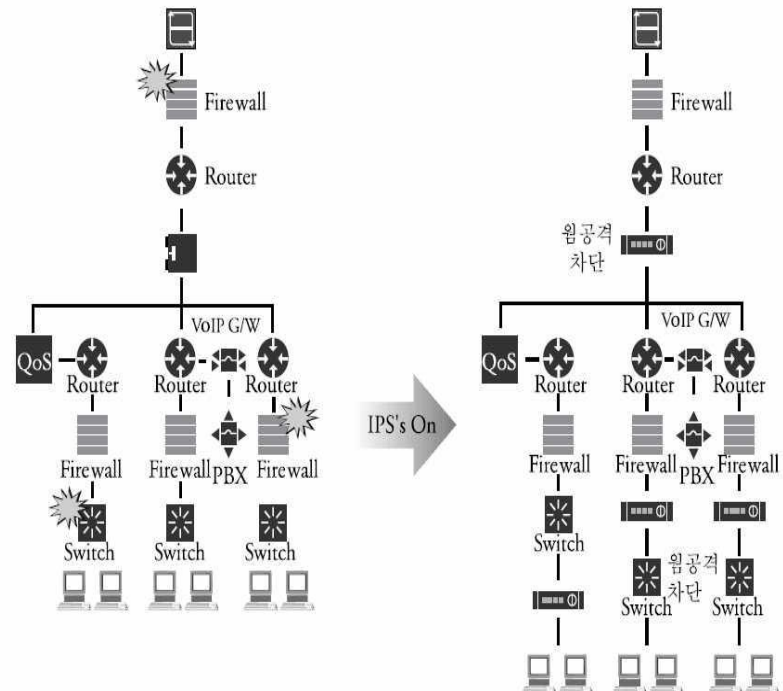 Firewall
Router
VoIP G/W
QoS
Router
Router
Router
Firewall
Firewall
PBX
Firewall
Switch
Switch
Switch
IPS's On
Firewall
Router
웜공격
차단
VoIP G/W
QoS
Router
Router
Router
Firewall
Firewall
PBX
Firewall
Switch
웜공격
차단
Switch
Switch